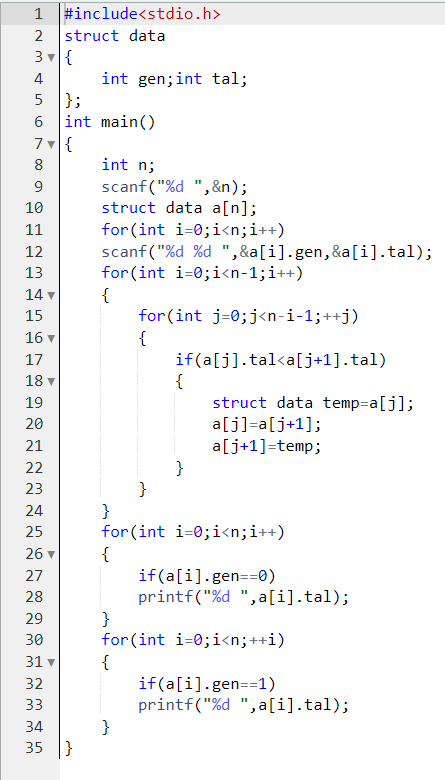 1 #include<stdio.h>
2 struct data
3 {
4     int gen;int tal;
5 };
6 int main()
7 {
8     int n;
9     scanf("%d ",&n);
10     struct data a[n];
11     for(int i=0;i<n;i++)
12     scanf("%d %d ",&a[i].gen,&a[i].tal);
13     for(int i=0;i<n-1;i++)
14     {
15         for(int j=0;j<n-i-1;++j)
16         {
17             if(a[j].tal<a[j+1].tal)
18             {
19                 struct data temp=a[j];
20                 a[j]=a[j+1];
21                 a[j+1]=temp;
22             }
23         }
24     }
25     for(int i=0;i<n;i++)
26     {
27         if(a[i].gen==0)
28         printf("%d ",a[i].tal);
29     }
30     for(int i=0;i<n;++i)
31     {
32         if(a[i].gen==1)
33         printf("%d ",a[i].tal);
34     }
35 }